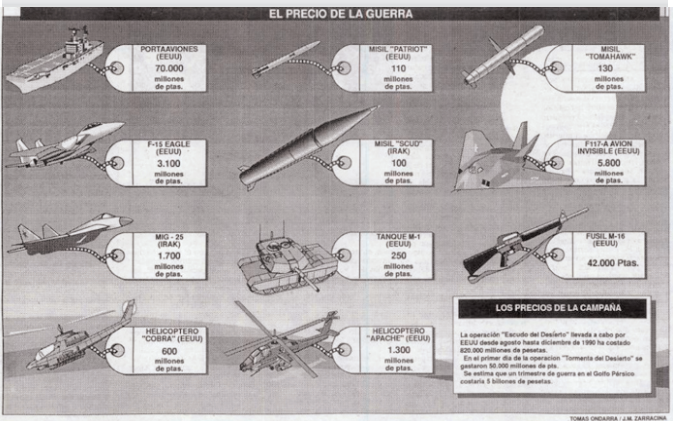 EL PRECIO DE LA GUERRA
PORTAAVIONES
(EEUU)
70.000
millones
de ptas.
MISIL "PATRIOT"
(EEUU)
110
millones
de ptas.
MISIL
"TOMAHAWK"
130
millones
de ptas.
F-15 EAGLE
(EEUU)
3.100
millones
de ptas.
MISIL "SCUD"
(IRAK)
100
millones
de ptas.
F117-A AVION
INVISIBLE (EEUU)
5.800
millones
de ptas.
MIG - 25
(IRAK)
1.700
millones
de ptas.
TANQUE M-1
(EEUU)
250
millones
de ptas.
FUSIL M-16
(EEUU)
42.000 Ptas.
HELICOPTERO
"COBRA" (EEUU)
600
millones
de ptas.
HELICOPTERO
"APACHE" (EEUU)
1.300
millones
de ptas.
LOS PRECIOS DE LA CAMPAÑA
La operación "Escudo del Desierto" llevada a cabo por
EEUU desde agosto hasta diciembre de 1990 ha costado
820.000 millones de pesetas.
En el primer día de la operacion "Tormenta del Desierto" se
gastaron 50.000 millones de pts.
Se estima que un trimestre de guerra en el Golfo Pérsico
costaria 5 billones de pesetas.
TOMAS ONDARRA / J.M. ZARRACINA